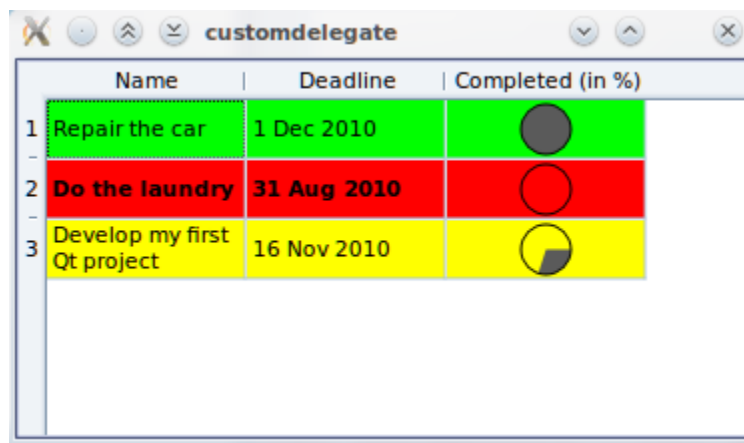 customdelegate
Name Deadline Completed (in %)
1 Repair the car 1 Dec 2010
2 Do the laundry 31 Aug 2010
3 Develop my first Qt project 16 Nov 2010